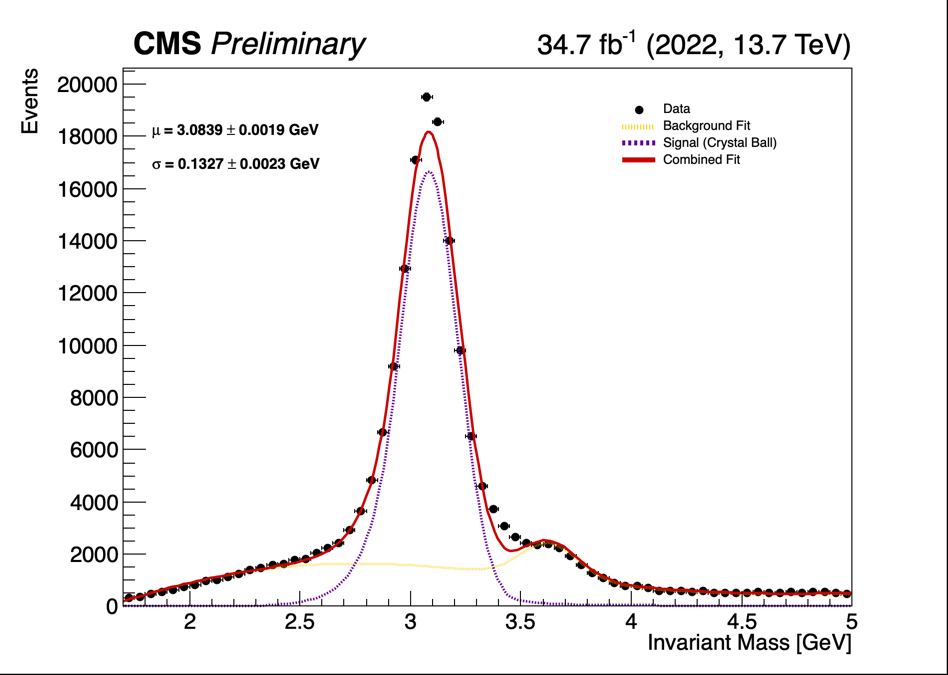 CMS Preliminary 34.7 fb⁻¹ (2022, 13.7 TeV)
Events
20000
18000
16000
14000
12000
10000
8000
6000
4000
2000
0
μ = 3.0839 ± 0.0019 GeV
σ = 0.1327 ± 0.0023 GeV
Data
Background Fit
Signal (Crystal Ball)
Combined Fit
2 2.5 3 3.5 4 4.5 5
Invariant Mass [GeV]